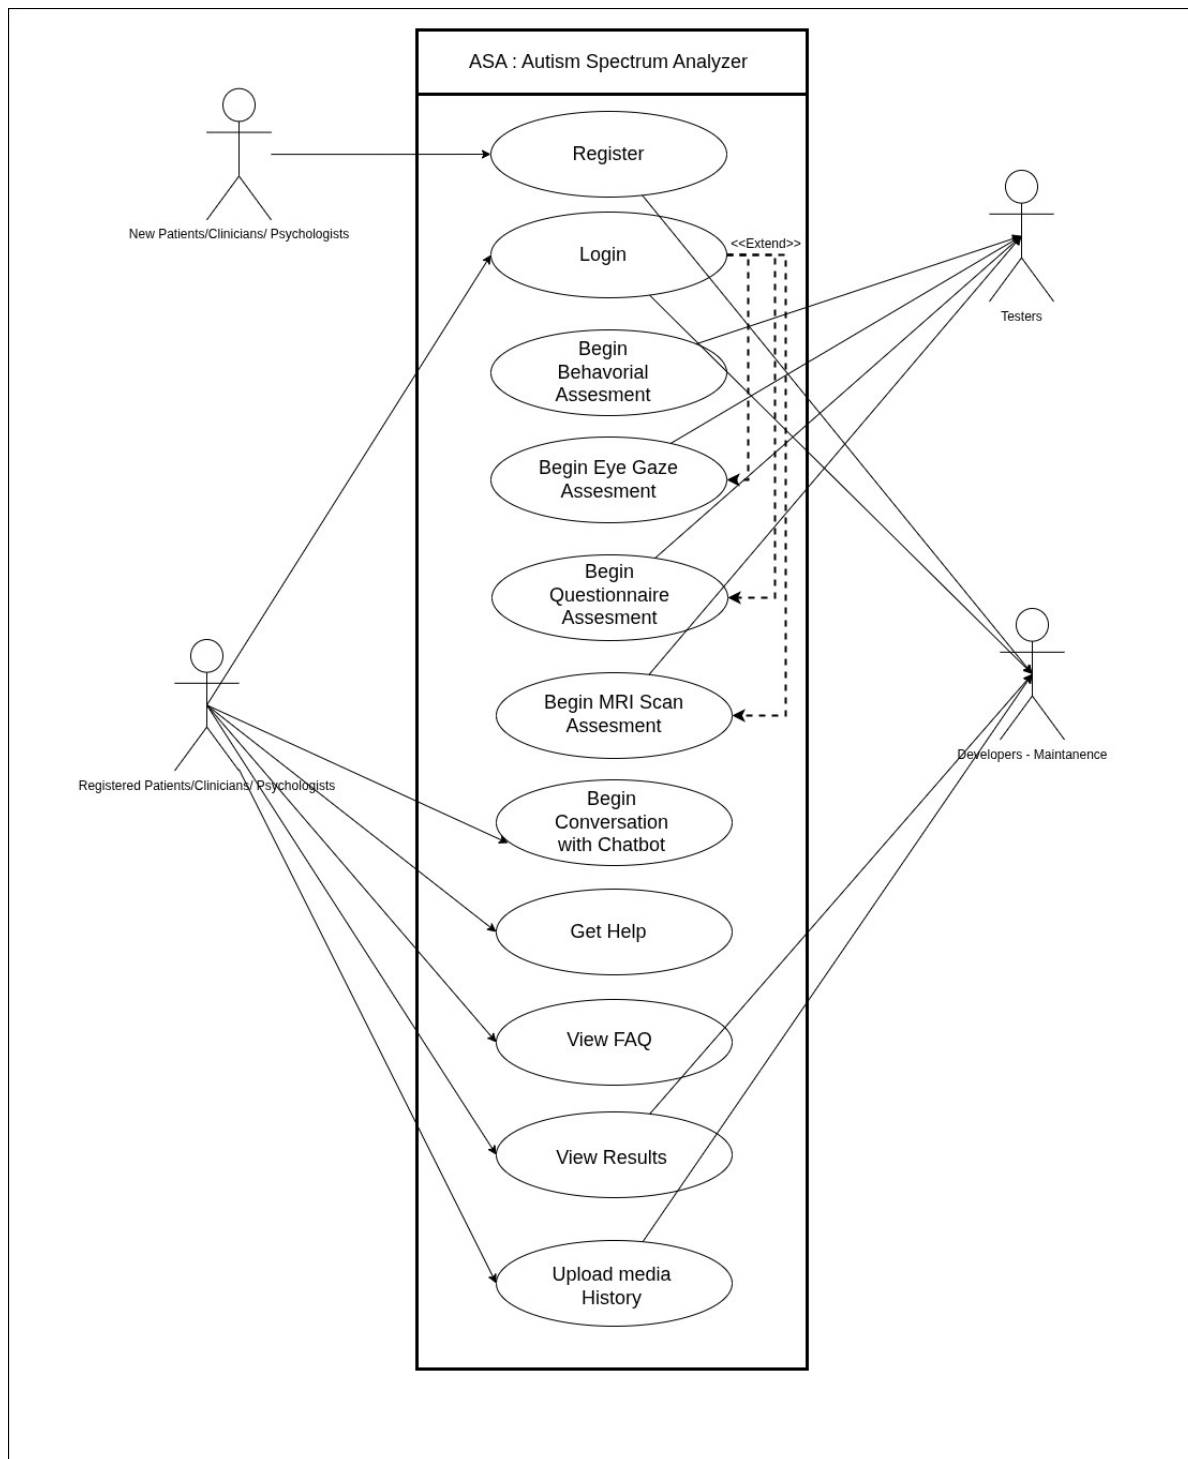 ASA : Autism Spectrum Analyzer
Register
New Patients/Clinicians/ Psychologists
Login
<<Extend>>
Testers
Begin
Behavorial
Assesment
Begin Eye Gaze
Assesment
Begin
Questionnaire
Assesment
Begin MRI Scan
Assesment
Developers - Maintanence
Registered Patients/Clinicians/ Psychologists
Begin
Conversation
with Chatbot
Get Help
View FAQ
View Results
Upload media
History